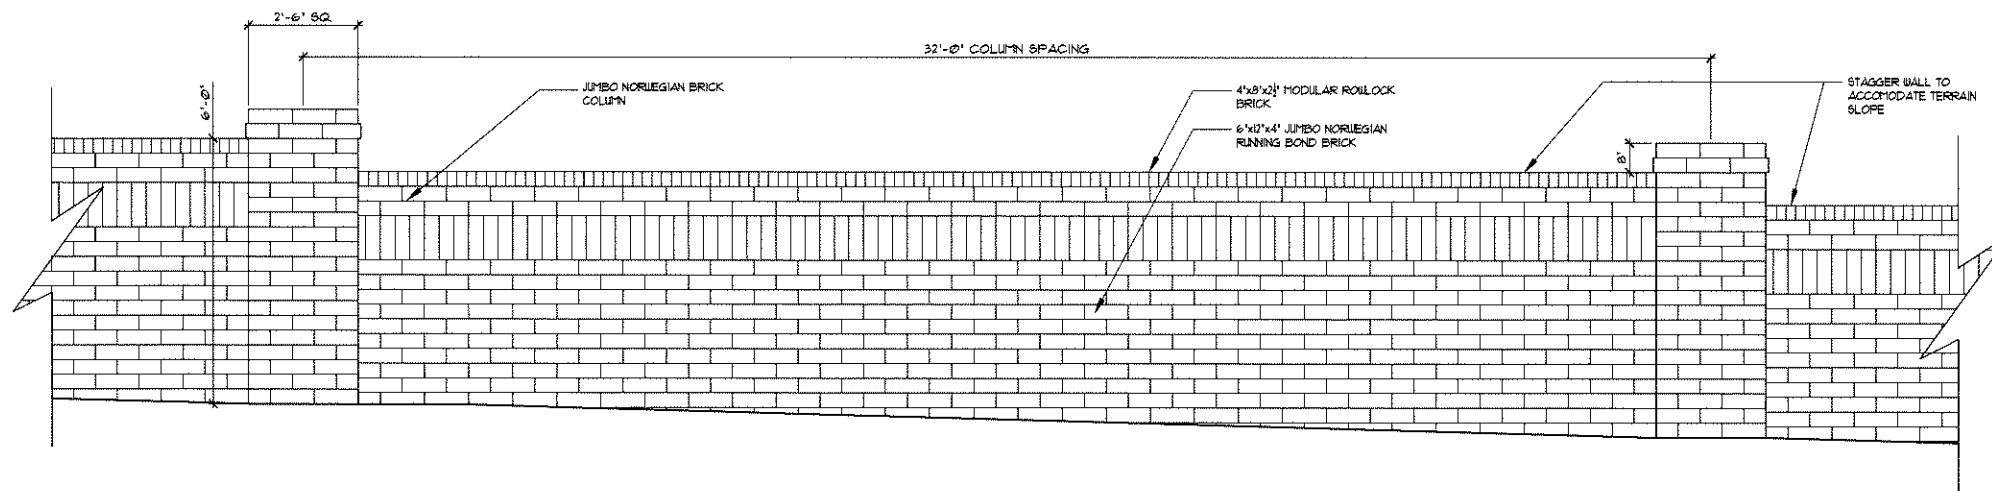 2'-6" SQ.
32'-0" COLUMN SPACING
6'-0"
JUMBO NORWEGIAN BRICK
COLUMN
4"x8"x2¼" MODULAR ROWLOCK
BRICK
6"x12"x4" JUMBO NORWEGIAN
RUNNING BOND BRICK
8"
STAGGER WALL TO
ACCOMODATE TERRAIN
SLOPE